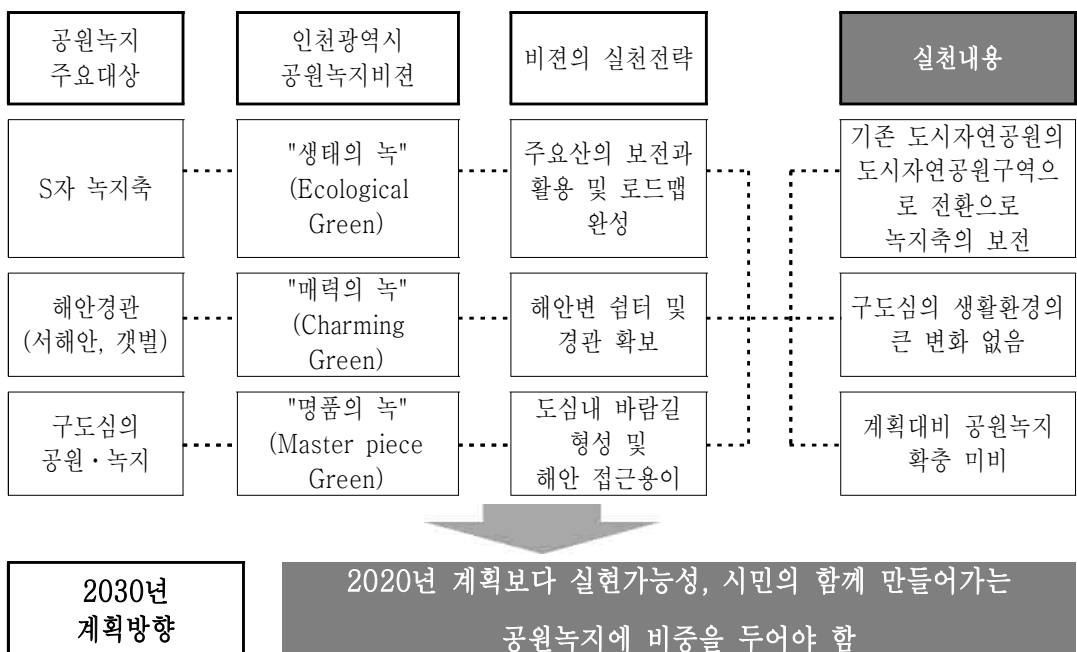 공원녹지
주요대상
인천광역시
공원녹지비젼
비젼의 실천전략
실천내용
S자 녹지축
"생태의 녹"
(Ecological
Green)
주요산의 보전과
활용 및 로드맵
완성
기존 도시자연공원의
도시자연공원구역으
로 전환으로
녹지축의 보전
해안경관
(서해안, 갯벌)
"매력의 녹"
(Charming
Green)
해안변 쉼터 및
경관 확보
구도심의 생활환경의
큰 변화 없음
구도심의
공원·녹지
"명품의 녹"
(Master piece
Green)
도심내 바람길
형성 및
해안 접근용이
계획대비 공원녹지
확충 미비
2030년
계획방향
2020년 계획보다 실현가능성, 시민의 함께 만들어가는
공원녹지에 비중을 두어야 함